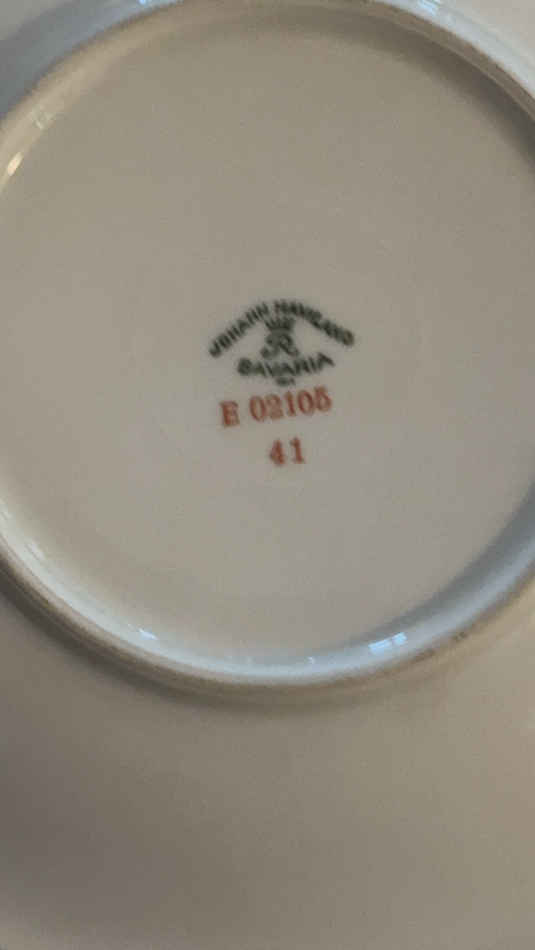 JOHANN HAVILAND
R
BAVARIA
E 02105
41